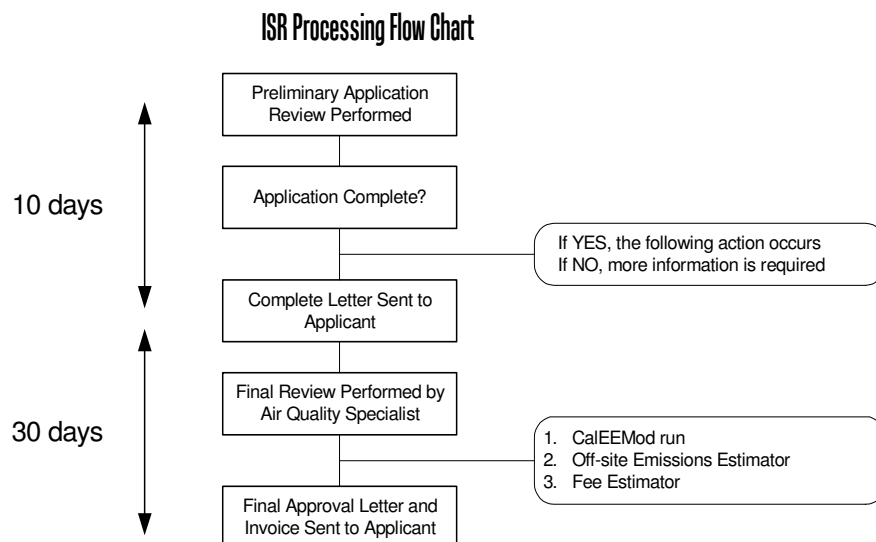 ISR Processing Flow Chart
Preliminary Application
Review Performed
10 days
Application Complete?
If YES, the following action occurs
If NO, more information is required
Complete Letter Sent to
Applicant
30 days
Final Review Performed by
Air Quality Specialist
1. CalEEMod run
2. Off-site Emissions Estimator
3. Fee Estimator
Final Approval Letter and
Invoice Sent to Applicant